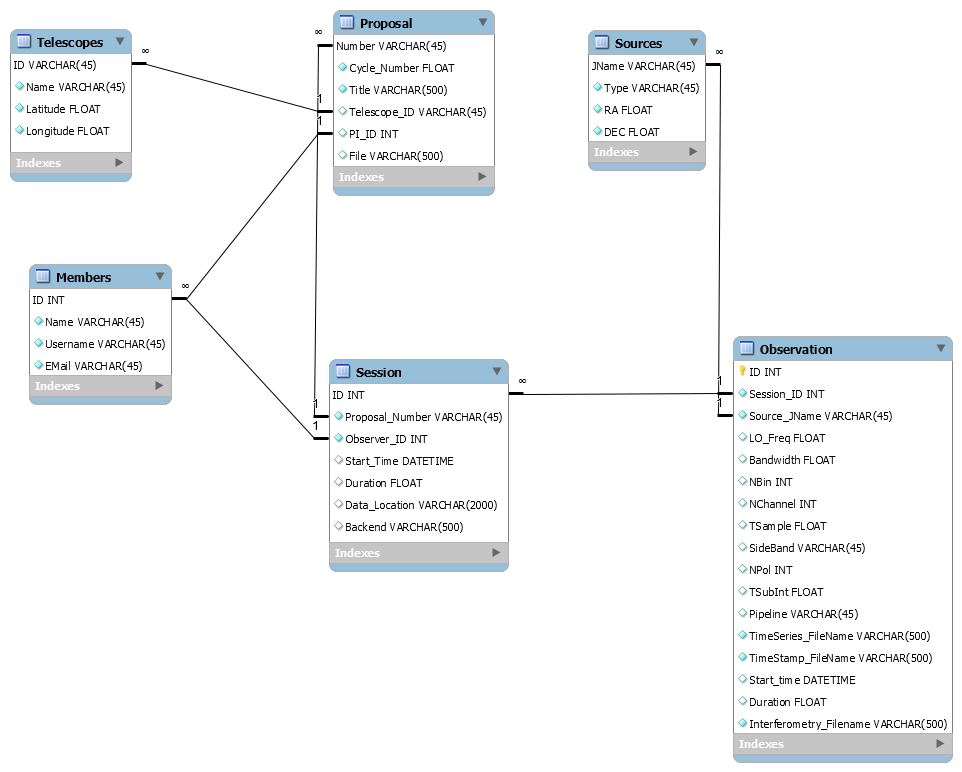 Telescopes
ID VARCHAR(45)
Name VARCHAR(45)
Latitude FLOAT
Longitude FLOAT
Indexes
∞
Proposal
Number VARCHAR(45)
Cycle_Number FLOAT
Title VARCHAR(500)
Telescope_ID VARCHAR(45)
PI_ID INT
File VARCHAR(500)
Indexes
∞
1
1
Sources
JName VARCHAR(45)
Type VARCHAR(45)
RA FLOAT
DEC FLOAT
Indexes
∞
Members
ID INT
Name VARCHAR(45)
Username VARCHAR(45)
EMail VARCHAR(45)
Indexes
∞
Session
ID INT
Proposal_Number VARCHAR(45)
Observer_ID INT
Start_Time DATETIME
Duration FLOAT
Data_Location VARCHAR(2000)
Backend VARCHAR(500)
Indexes
∞
1
1
Observation
ID INT
Session_ID INT
Source_JName VARCHAR(45)
LO_Freq FLOAT
Bandwidth FLOAT
NBin INT
NChannel INT
TSample FLOAT
SideBand VARCHAR(45)
NPol INT
TSubInt FLOAT
Pipeline VARCHAR(45)
TimeSeries_FileName VARCHAR(500)
TimeStamp_FileName VARCHAR(500)
Start_time DATETIME
Duration FLOAT
Interferometry_Filename VARCHAR(500)
Indexes
1
1